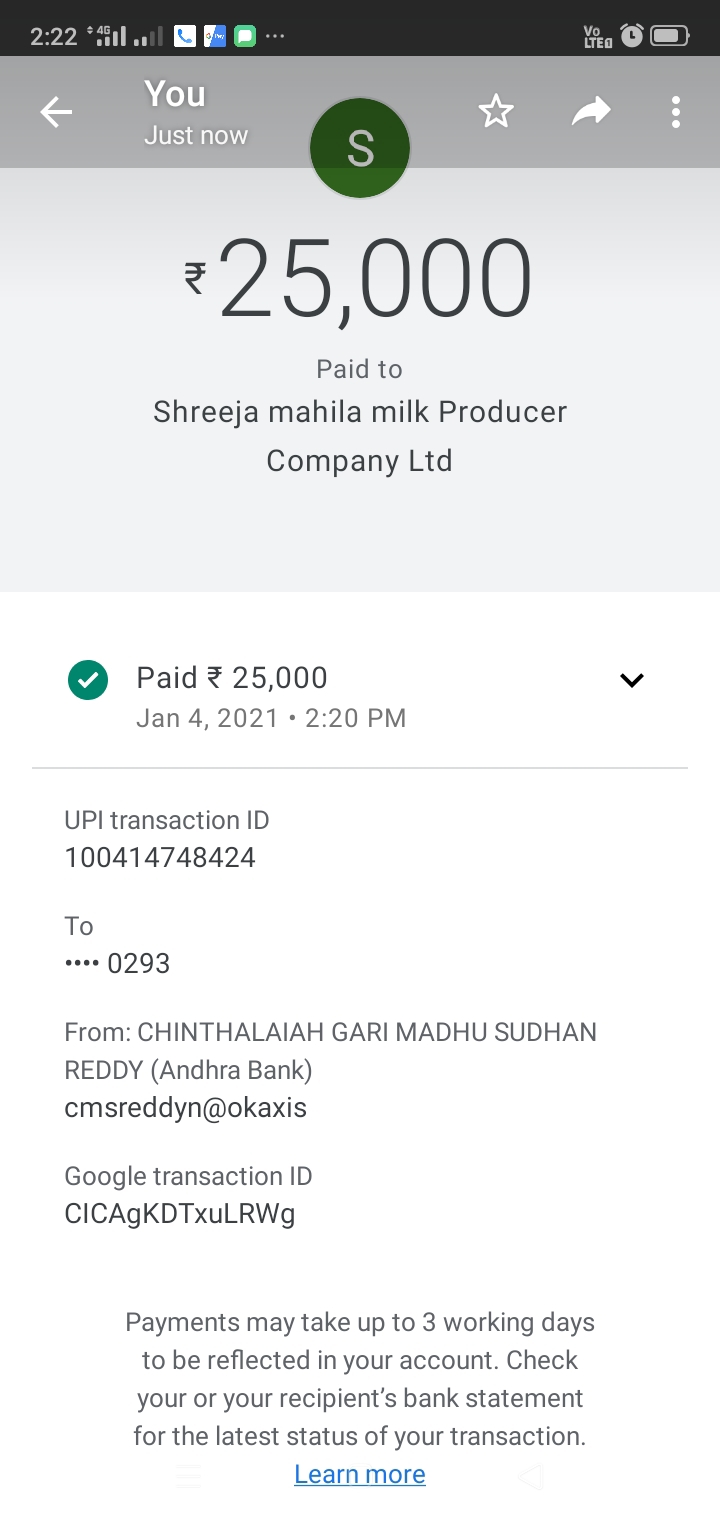 2:22
4G
Vo
LTE
You
Just now
S
₹25,000
Paid to
Shreeja mahila milk Producer
Company Ltd
Paid ₹ 25,000
Jan 4, 2021 • 2:20 PM
UPI transaction ID
100414748424
To
•••• 0293
From: CHINTHALAIAH GARI MADHU SUDHAN
REDDY (Andhra Bank)
cmsreddyn@okaxis
Google transaction ID
CICAgKDTxuLRWg
Payments may take up to 3 working days
to be reflected in your account. Check
your or your recipient’s bank statement
for the latest status of your transaction.
Learn more